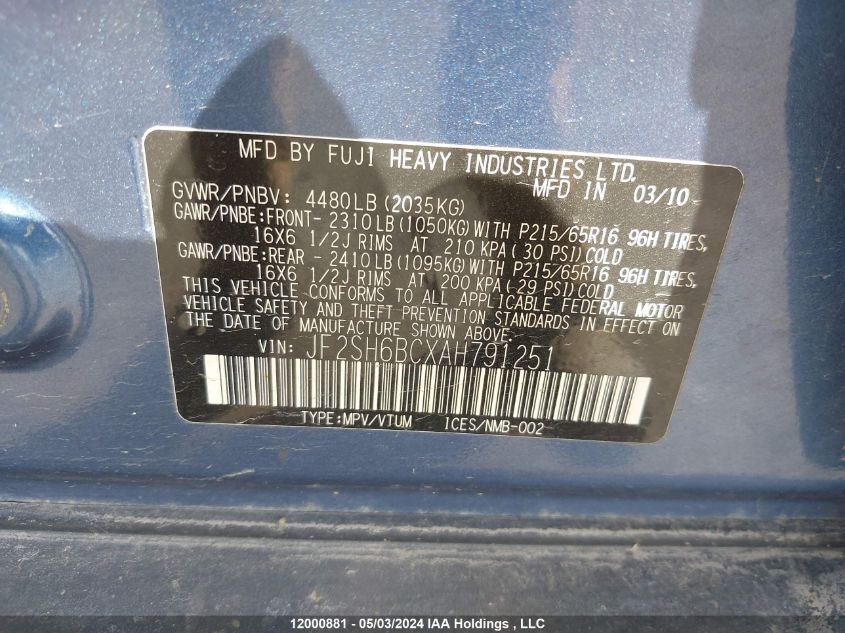 MFD BY FUJI HEAVY INDUSTRIES LTD.
MFD IN 03/10
GVWR/PNBV: 4480LB(2035KG)
GAWR/PNBE:FRONT- 2310LB(1050KG)WITH P215/65R16 96H TIRES,
16X6 1/2J RIMS AT 210 KPA(30 PSI)COLD
GAWR/PNBE:REAR - 2410LB(1095KG)WITH P215/65R16 96H TIRES,
16X6 1/2J RIMS AT 200 KPA(29 PSI)COLD
THIS VEHICLE CONFORMS TO ALL APPLICABLE FEDERAL MOTOR
VEHICLE SAFETY AND THEFT PREVENTION STANDARDS IN EFFECT ON
THE DATE OF MANUFACTURE SHOWN ABOVE.
VIN: JF2SH6BCXAH791251
TYPE:MPV/VTUM ICES/NMB-002
12000881 - 05/03/2024 IAA Holdings , LLC